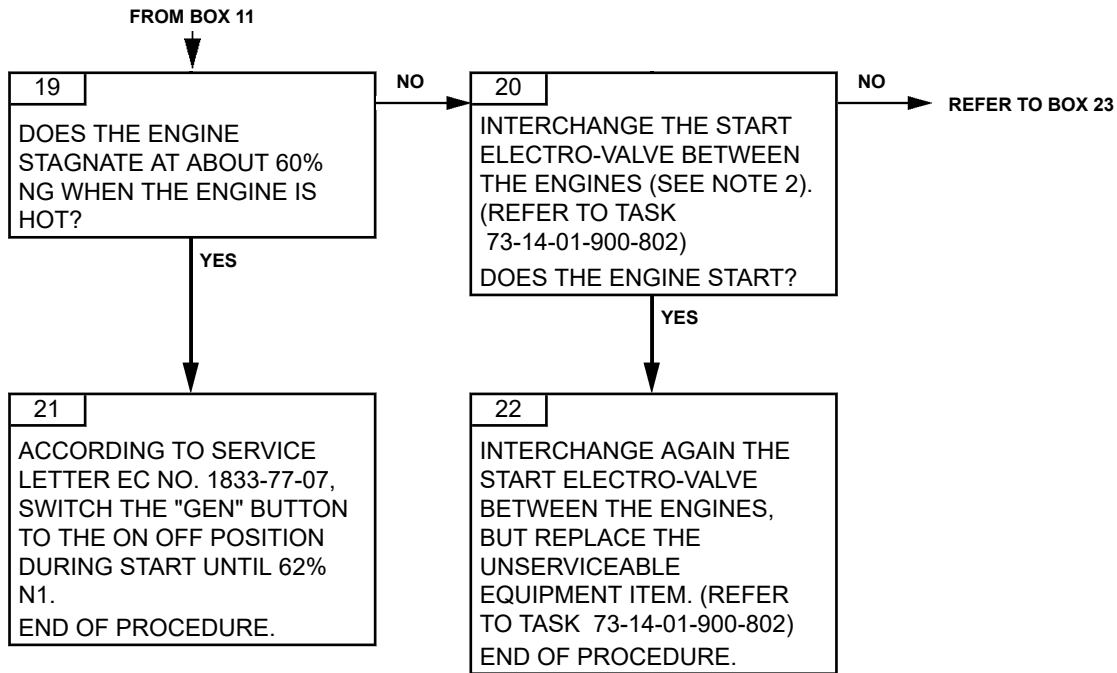 FROM BOX 11
19
DOES THE ENGINE
STAGNATE AT ABOUT 60%
NG WHEN THE ENGINE IS
HOT?
NO
YES
20
INTERCHANGE THE START
ELECTRO-VALVE BETWEEN
THE ENGINES (SEE NOTE 2).
(REFER TO TASK
73-14-01-900-802)
DOES THE ENGINE START?
NO
REFER TO BOX 23
YES
21
ACCORDING TO SERVICE
LETTER EC NO. 1833-77-07,
SWITCH THE "GEN" BUTTON
TO THE ON OFF POSITION
DURING START UNTIL 62%
N1.
END OF PROCEDURE.
22
INTERCHANGE AGAIN THE
START ELECTRO-VALVE
BETWEEN THE ENGINES,
BUT REPLACE THE
UNSERVICEABLE
EQUIPMENT ITEM. (REFER
TO TASK 73-14-01-900-802)
END OF PROCEDURE.